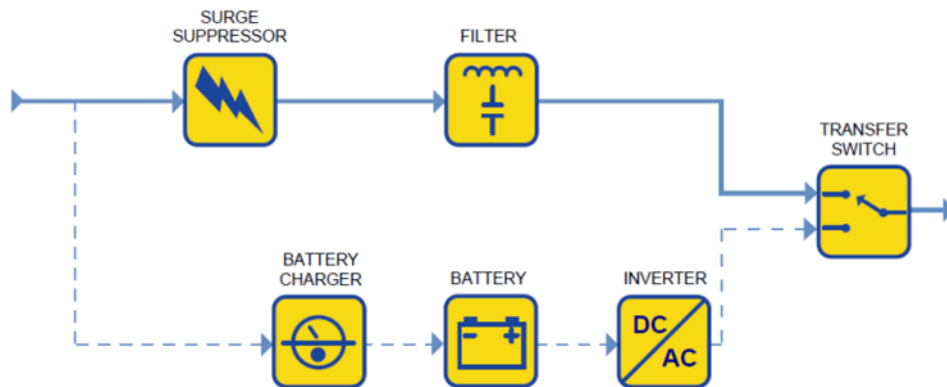 SURGE
SUPPRESSOR
FILTER
TRANSFER
SWITCH
BATTERY
CHARGER
BATTERY
INVERTER
DC
AC